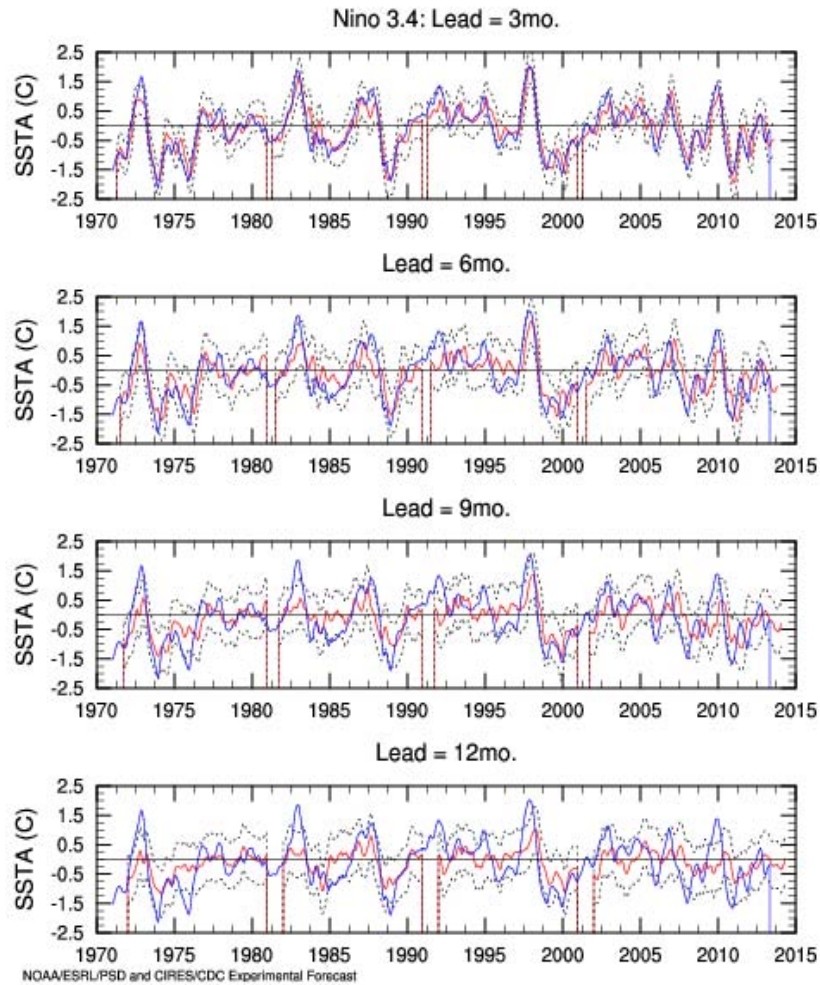 Nino 3.4: Lead = 3mo.
2.5
1.5
0.5
-0.5
-1.5
-2.5
SSTA (C)
1970 1975 1980 1985 1990 1995 2000 2005 2010 2015
Lead = 6mo.
2.5
1.5
0.5
-0.5
-1.5
-2.5
SSTA (C)
1970 1975 1980 1985 1990 1995 2000 2005 2010 2015
Lead = 9mo.
2.5
1.5
0.5
-0.5
-1.5
-2.5
SSTA (C)
1970 1975 1980 1985 1990 1995 2000 2005 2010 2015
Lead = 12mo.
2.5
1.5
0.5
-0.5
-1.5
-2.5
SSTA (C)
1970 1975 1980 1985 1990 1995 2000 2005 2010 2015
NOAA/ESRL/PSD and CIRES/CDC Experimental Forecast